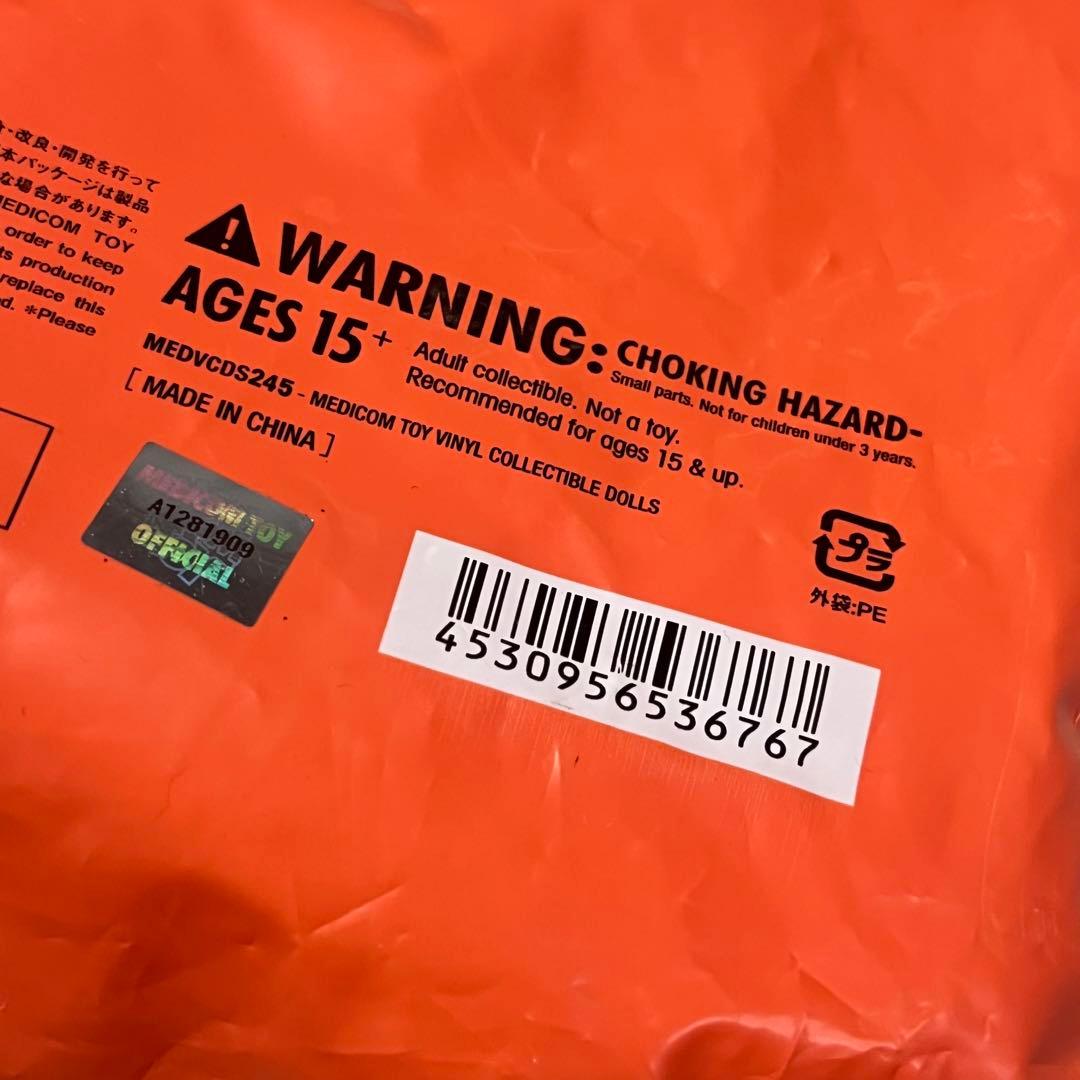 ・改良・開発を行って
本パッケージは製品
な場合があります。
MEDICOM TOY
order to keep
ts production
replace this
ed. *Please
WARNING: CHOKING HAZARD-
Small parts. Not for children under 3 years.
AGES 15+ Adult collectible. Not a toy.
Recommended for ages 15 & up.
MEDVCDS245 - MEDICOM TOY VINYL COLLECTIBLE DOLLS
[ MADE IN CHINA ]
MEDICOM TOY
A1281909
OFFICIAL
プラ
外袋:PE
4530956536767